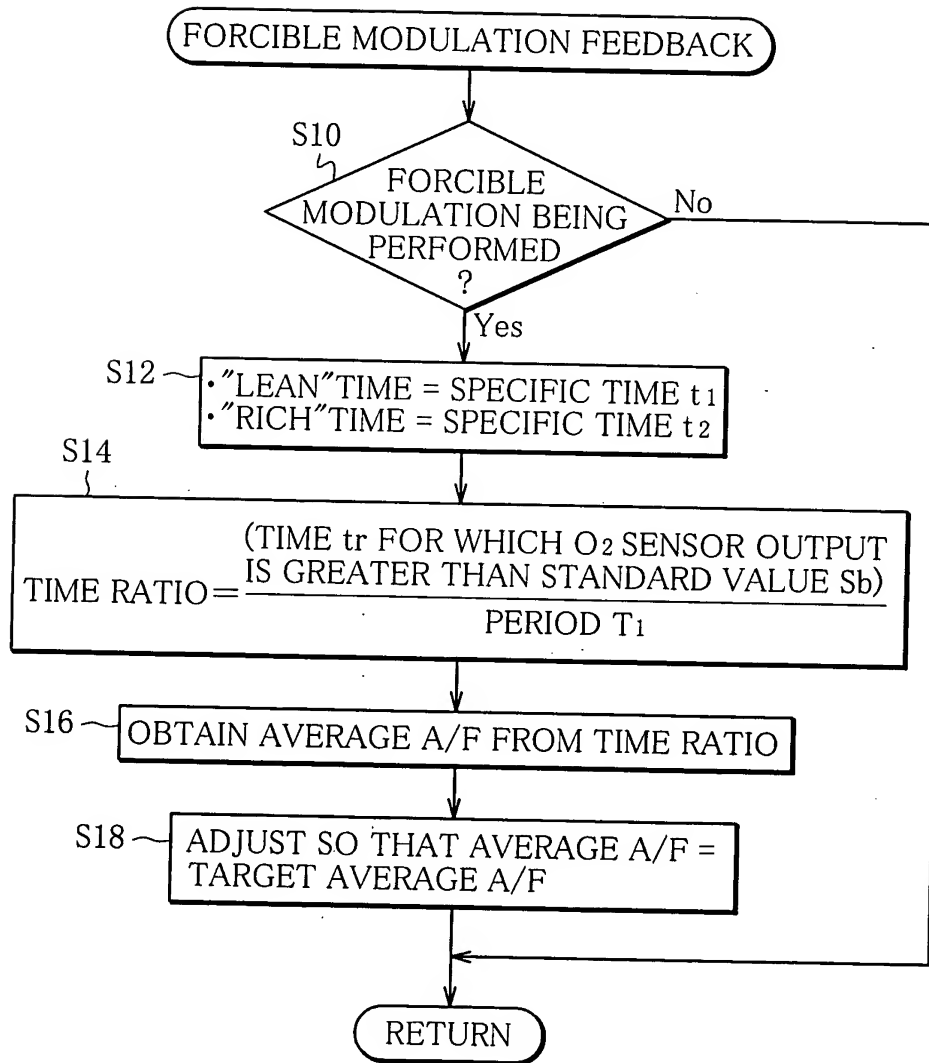 FORCIBLE MODULATION FEEDBACK
S10
FORCIBLE
MODULATION BEING
PERFORMED
?
No
Yes
S12
·"LEAN"TIME = SPECIFIC TIME t1
·"RICH"TIME = SPECIFIC TIME t2
S14
(TIME tr FOR WHICH O2 SENSOR OUTPUT
IS GREATER THAN STANDARD VALUE Sb)
TIME RATIO=
PERIOD T1
S16
OBTAIN AVERAGE A/F FROM TIME RATIO
S18
ADJUST SO THAT AVERAGE A/F =
TARGET AVERAGE A/F
RETURN